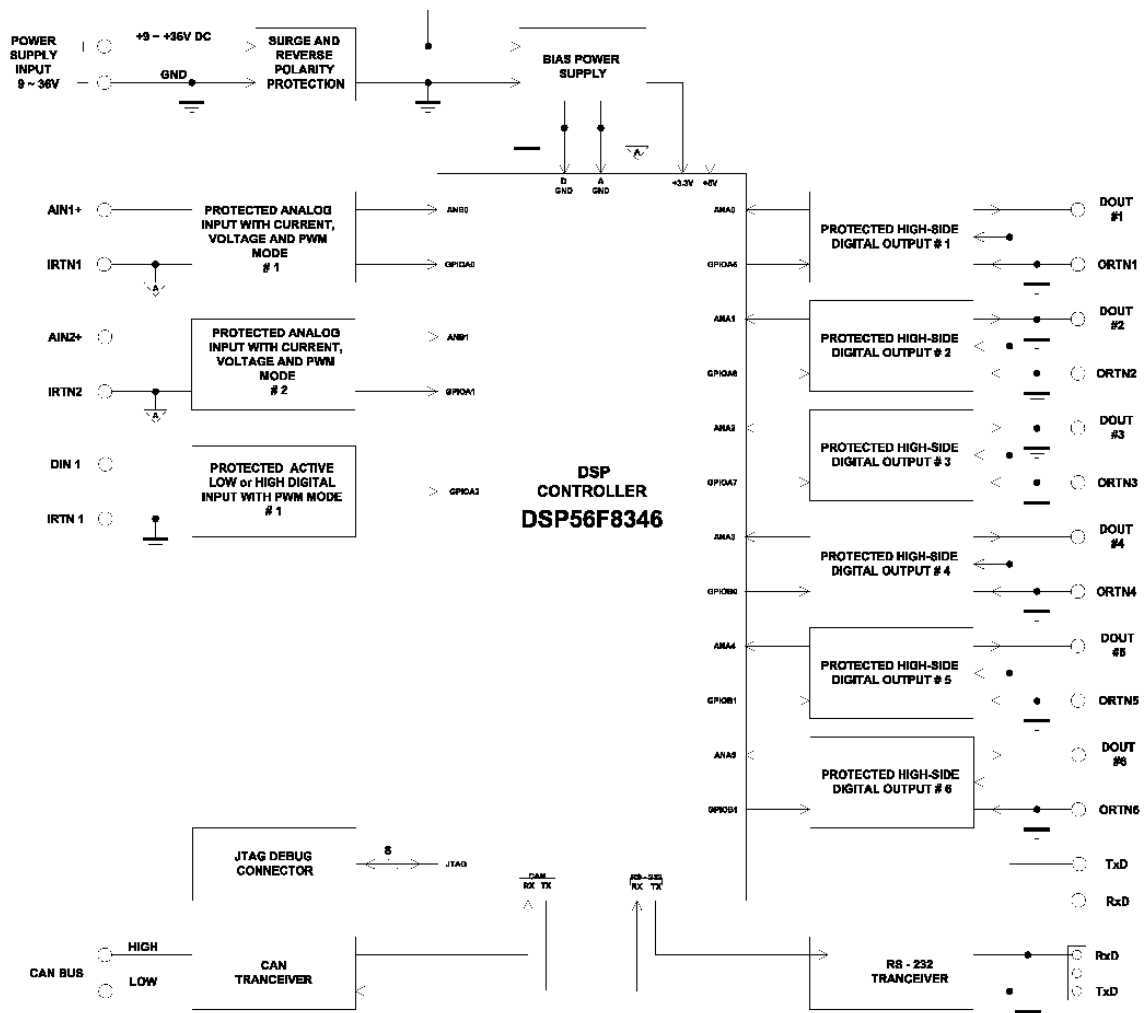 POWER
SUPPLY
INPUT
9 ~ 36V
+9 ~ +36V DC
GND
SURGE AND
REVERSE
POLARITY
PROTECTION
BIAS POWER
SUPPLY
A
D
GND
A
GND
+3.3V
+5V
AIN1+
IRTN1
A
PROTECTED ANALOG
INPUT WITH CURRENT,
VOLTAGE AND PWM
MODE
# 1
ANB0
GPIOA0
AIN2+
IRTN2
A
PROTECTED ANALOG
INPUT WITH CURRENT,
VOLTAGE AND PWM
MODE
# 2
ANB1
GPIOA1
DIN 1
IRTN 1
PROTECTED ACTIVE
LOW or HIGH DIGITAL
INPUT WITH PWM MODE
# 1
GPIOA2
DSP
CONTROLLER
DSP56F8346
ANA0
GPIOA5
PROTECTED HIGH-SIDE
DIGITAL OUTPUT # 1
DOUT
#1
ORTN1
ANA1
GPIOA6
PROTECTED HIGH-SIDE
DIGITAL OUTPUT # 2
DOUT
#2
ORTN2
ANA2
GPIOA7
PROTECTED HIGH-SIDE
DIGITAL OUTPUT # 3
DOUT
#3
ORTN3
ANA3
GPIOB0
PROTECTED HIGH-SIDE
DIGITAL OUTPUT # 4
DOUT
#4
ORTN4
ANA4
GPIOB1
PROTECTED HIGH-SIDE
DIGITAL OUTPUT # 5
DOUT
#5
ORTN5
ANA5
GPIOB1
PROTECTED HIGH-SIDE
DIGITAL OUTPUT # 6
DOUT
#6
ORTN6
JTAG DEBUG
CONNECTOR
8
JTAG
CAN
RX TX
RS - 232
RX TX
TxD
RxD
CAN BUS
HIGH
LOW
CAN
TRANCEIVER
RS - 232
TRANCEIVER
RxD
TxD